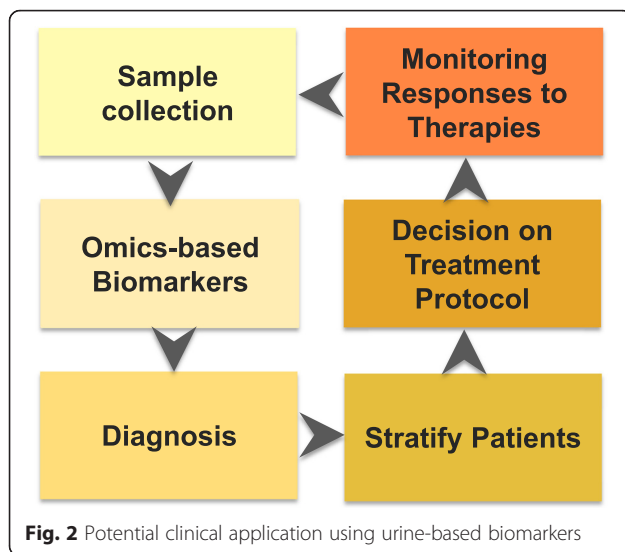 Sample
collection
Monitoring
Responses to
Therapies
Omics-based
Biomarkers
Decision on
Treatment
Protocol
Diagnosis
Stratify Patients
Fig. 2 Potential clinical application using urine-based biomarkers